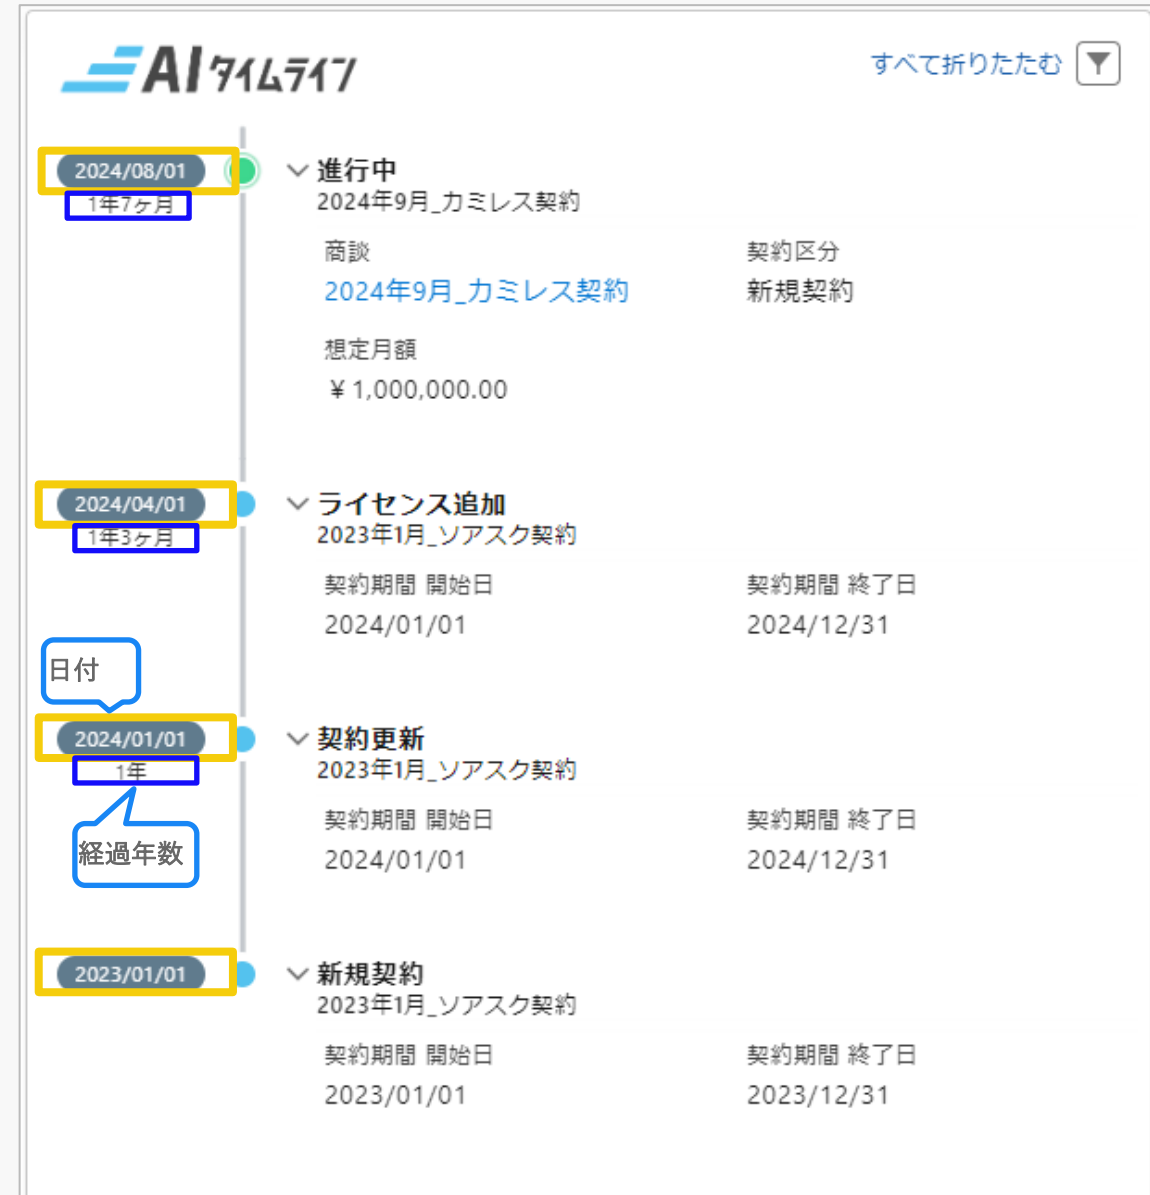 AI タイムライン
すべて折りたたむ
2024/08/01
進行中
1年7ヶ月
2024年9月_カミレス契約
商談
契約区分
2024年9月_カミレス契約
新規契約
想定月額
¥ 1,000,000.00
2024/04/01
ライセンス追加
1年3ヶ月
2023年1月_ソアスク契約
契約期間 開始日
契約期間 終了日
2024/01/01
2024/12/31
日付
2024/01/01
契約更新
1年
2023年1月_ソアスク契約
契約期間 開始日
契約期間 終了日
経過年数
2024/01/01
2024/12/31
2023/01/01
新規契約
2023年1月_ソアスク契約
契約期間 開始日
契約期間 終了日
2023/01/01
2023/12/31